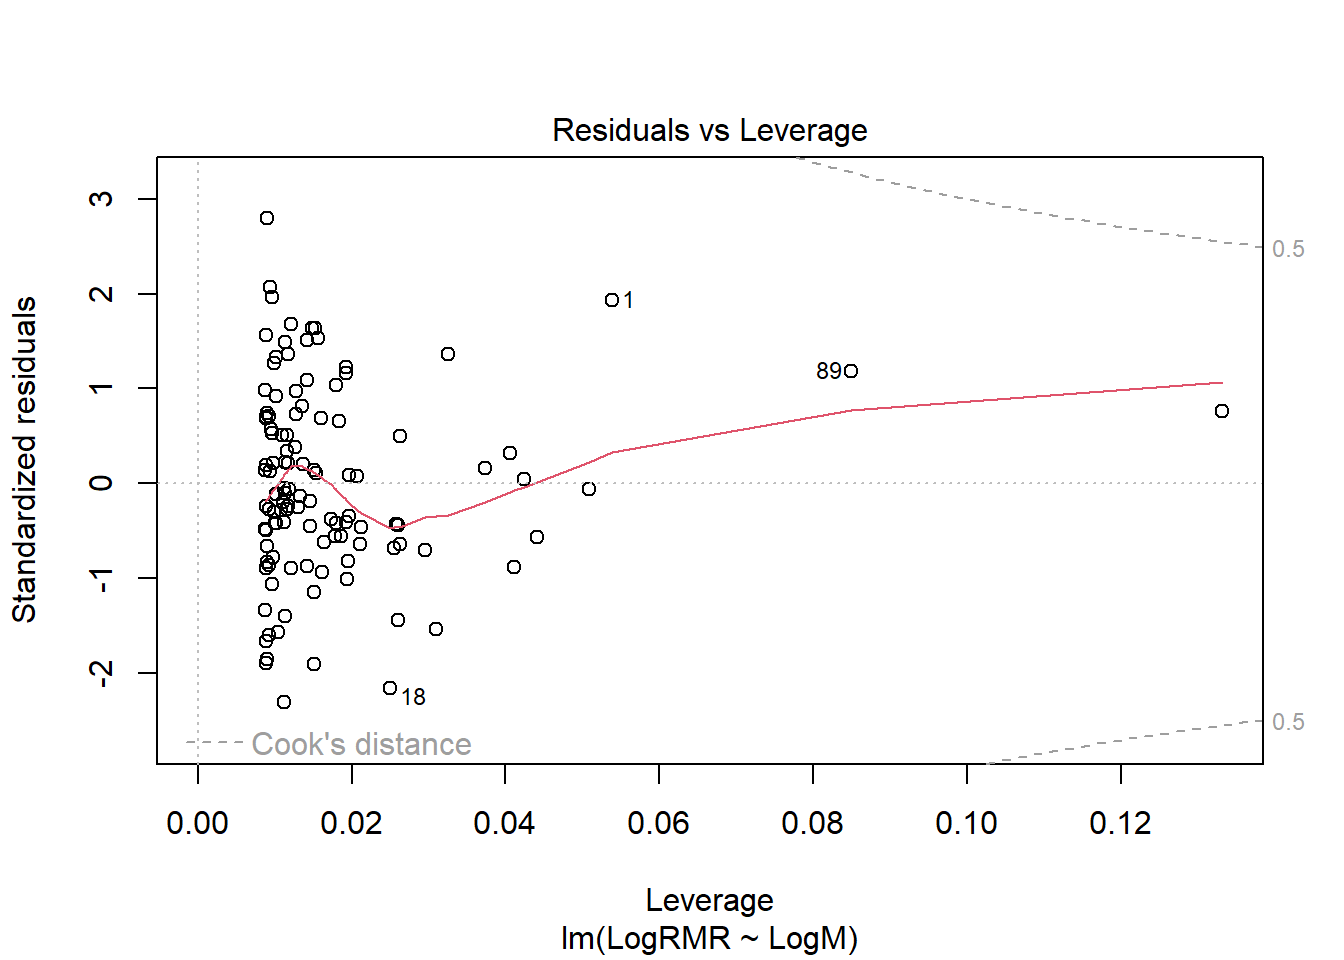 Residuals vs Leverage
Standardized residuals
3
2
1
0
-1
-2
0.5
1
89
18
0.5
Cook's distance
0.00 0.02 0.04 0.06 0.08 0.10 0.12
Leverage
lm(LogRMR ~ LogM)